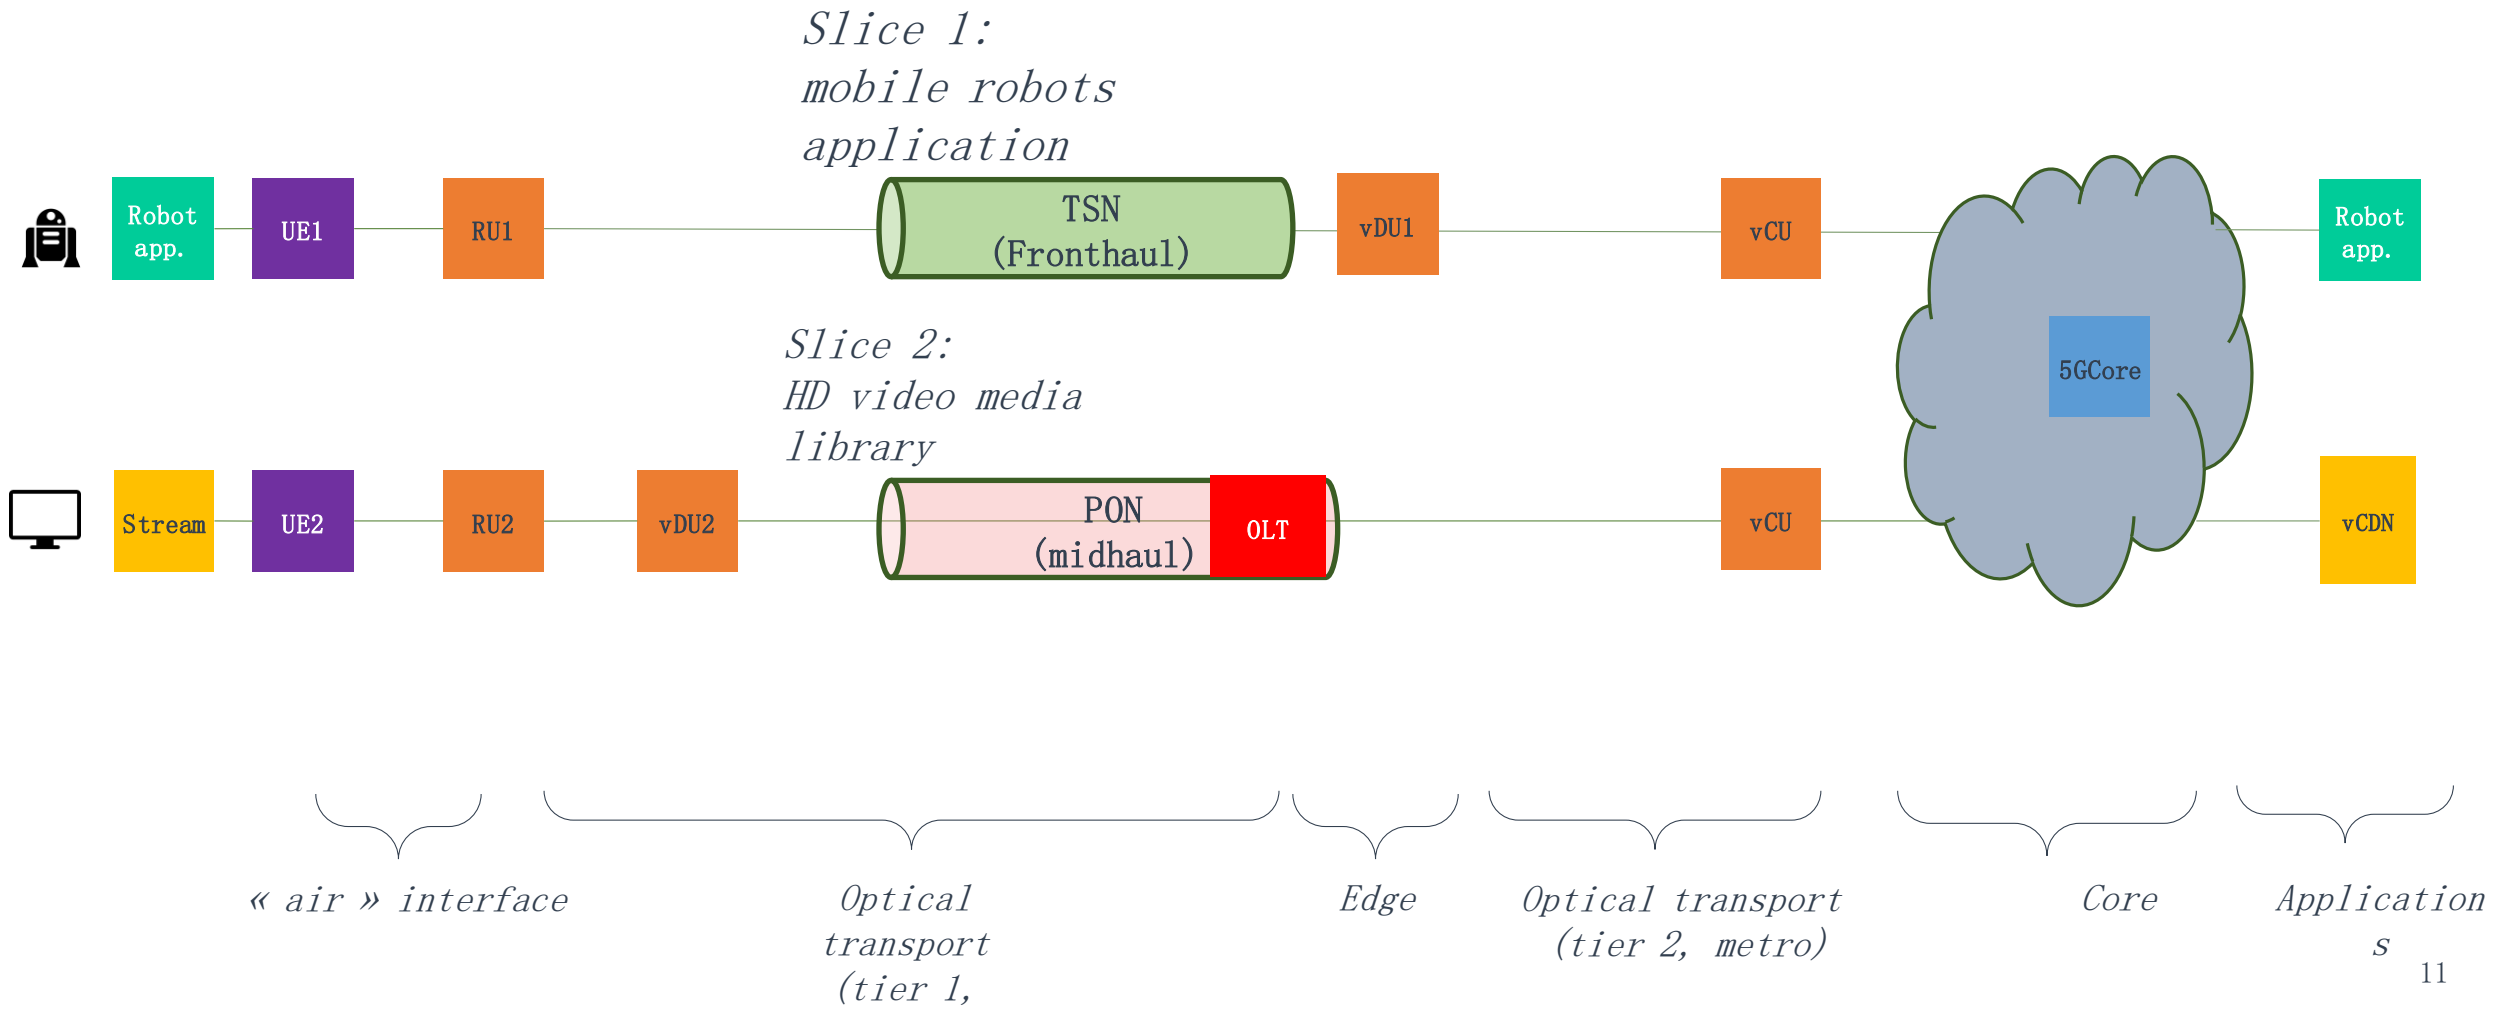 Slice 1:
mobile robots
application
Robot
app.
UE1
RU1
TSN
(Fronthaul)
vDU1
vCU
Robot
app.
5GCore
Slice 2:
HD video media
library
Stream
UE2
RU2
vDU2
PON
(midhaul)
OLT
vCU
vCDN
« air » interface
Optical
transport
(tier 1,
Edge
Optical transport
(tier 2, metro)
Core
Application
s
11